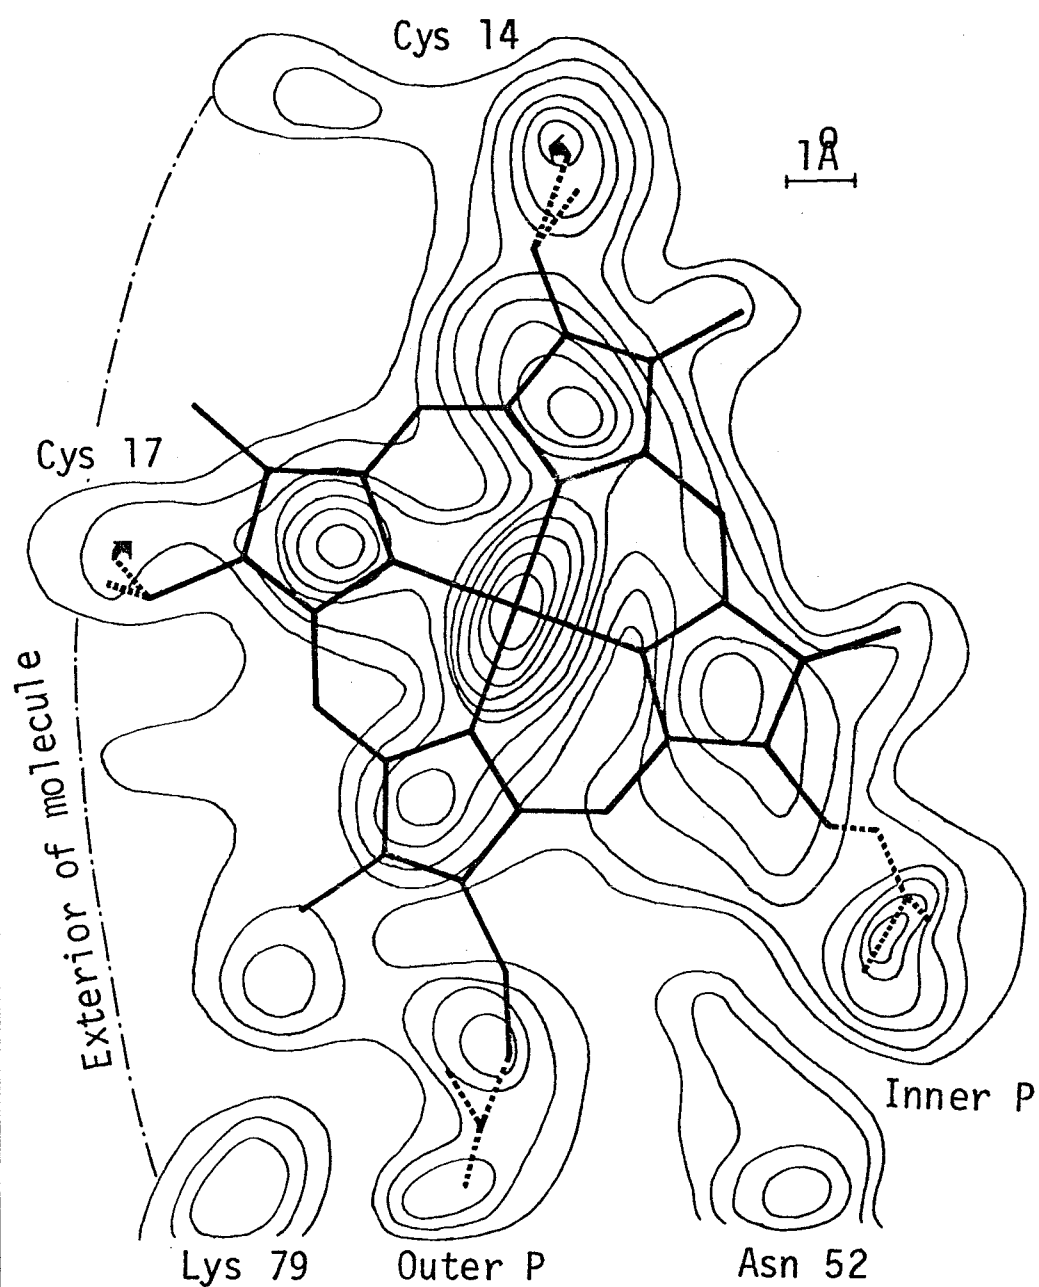 Cys 14
1Å
Cys 17
Exterior of molecule
Inner P
Lys 79
Outer P
Asn 52